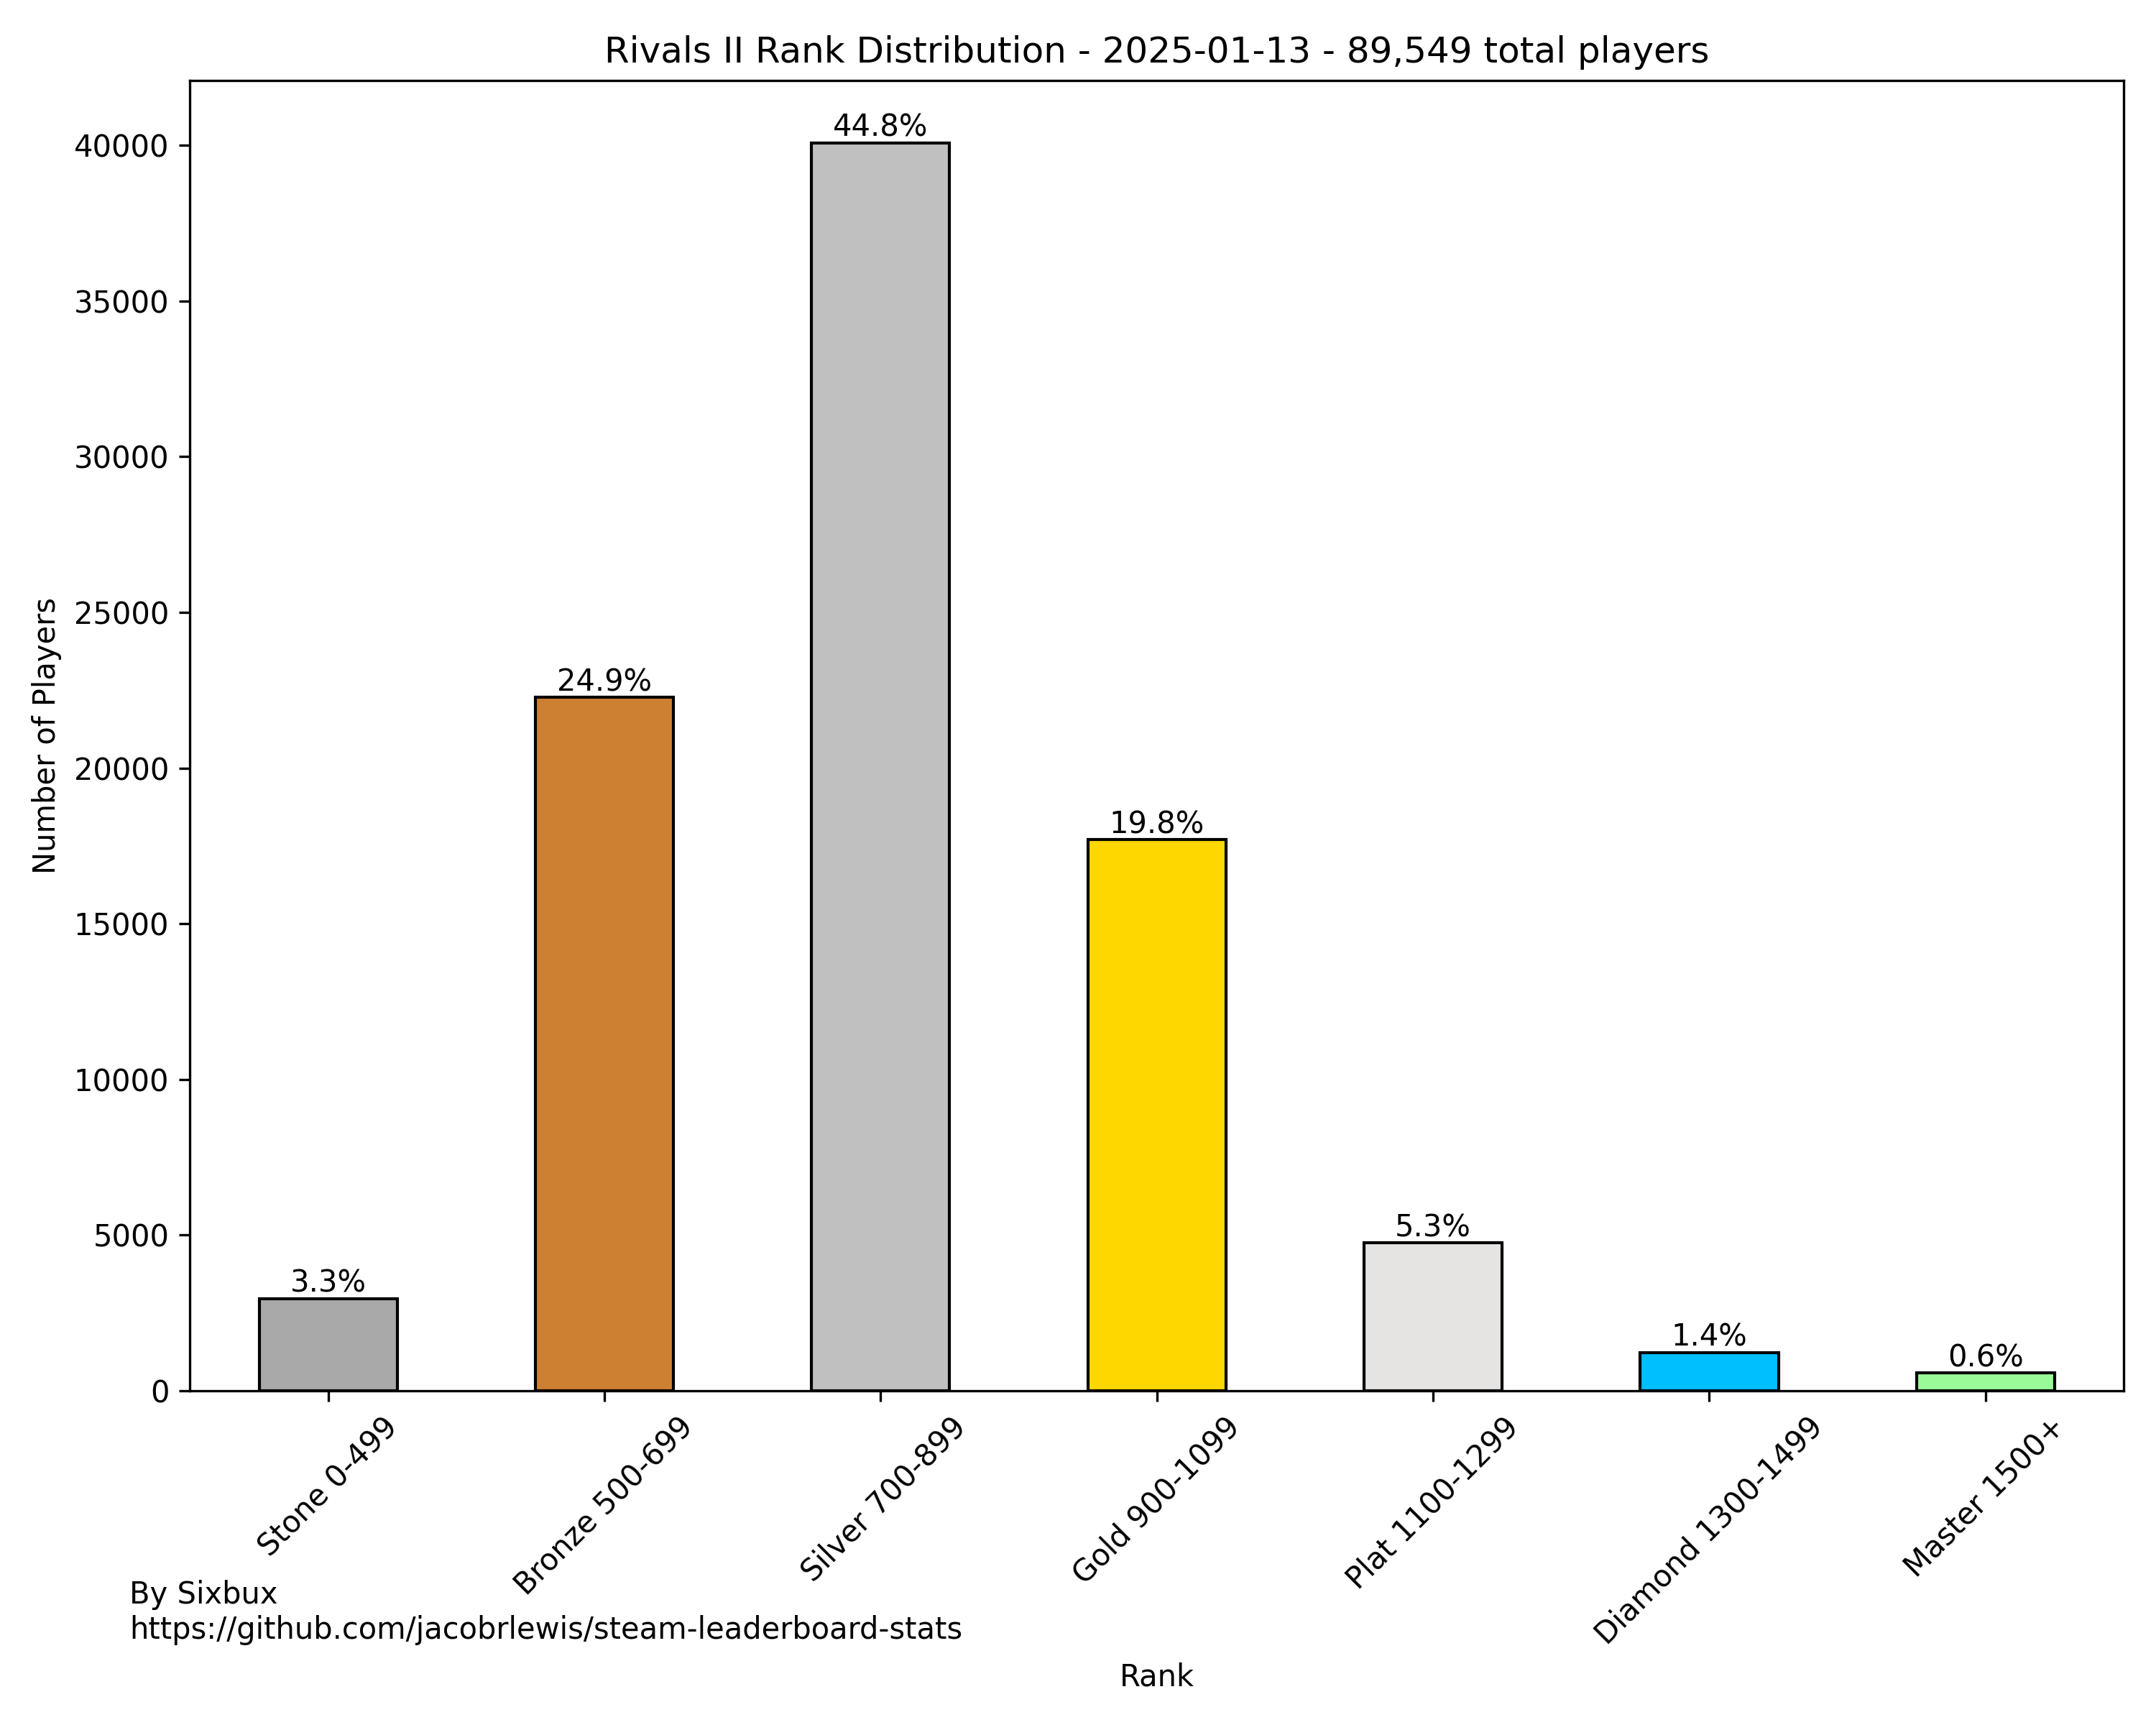 Rivals II Rank Distribution - 2025-01-13 - 89,549 total players
Number of Players
40000
35000
30000
25000
20000
15000
10000
5000
0
3.3%
24.9%
44.8%
19.8%
5.3%
1.4%
0.6%
Stone 0-499
Bronze 500-699
Silver 700-899
Gold 900-1099
Plat 1100-1299
Diamond 1300-1499
Master 1500+
Rank
By Sixbux
https://github.com/jacobrlewis/steam-leaderboard-stats